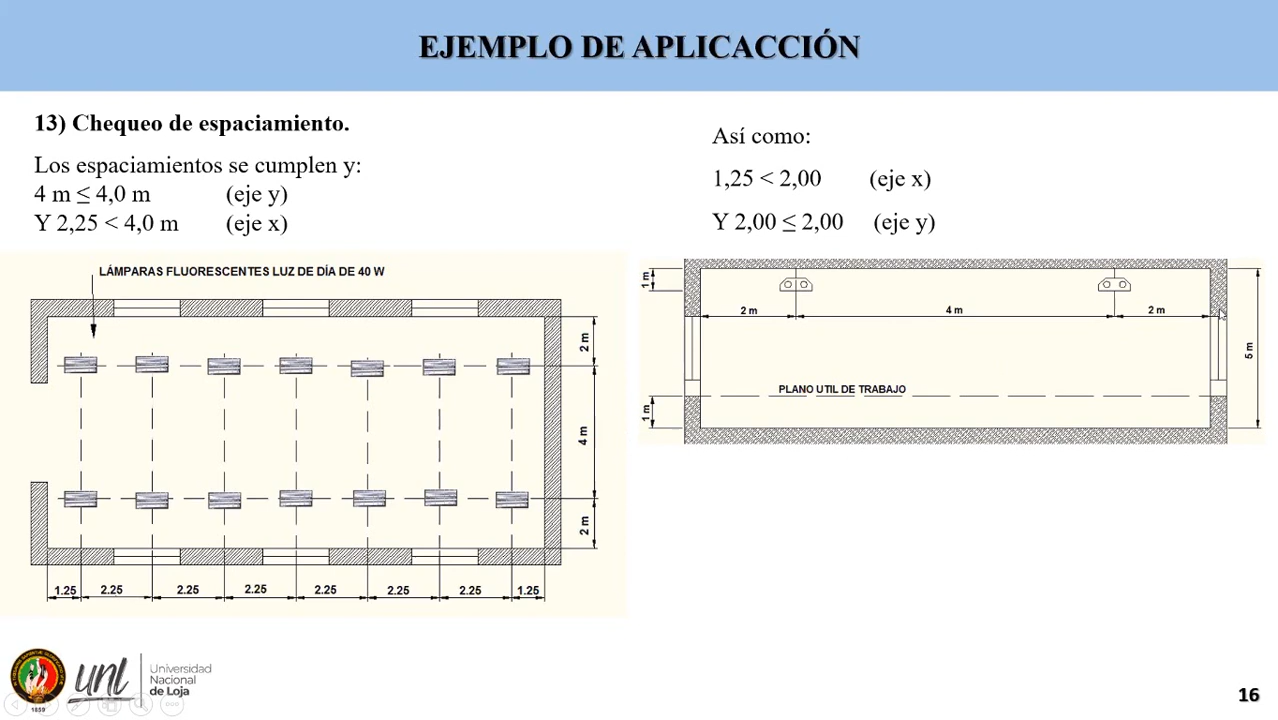 EJEMPLO DE APLICACCIÓN
13) Chequeo de espaciamiento.
Los espaciamientos se cumplen y:
4 m ≤ 4,0 m (eje y)
Y 2,25 < 4,0 m (eje x)
Así como:
1,25 < 2,00 (eje x)
Y 2,00 ≤ 2,00 (eje y)
LÁMPARAS FLUORESCENTES LUZ DE DÍA DE 40 W
2 m
4 m
2 m
1.25 2.25 2.25 2.25 2.25 2.25 2.25 1.25
1 m
2 m 4 m 2 m
5 m
PLANO UTIL DE TRABAJO
1 m
1859
unl
Universidad
Nacional
de Loja
16